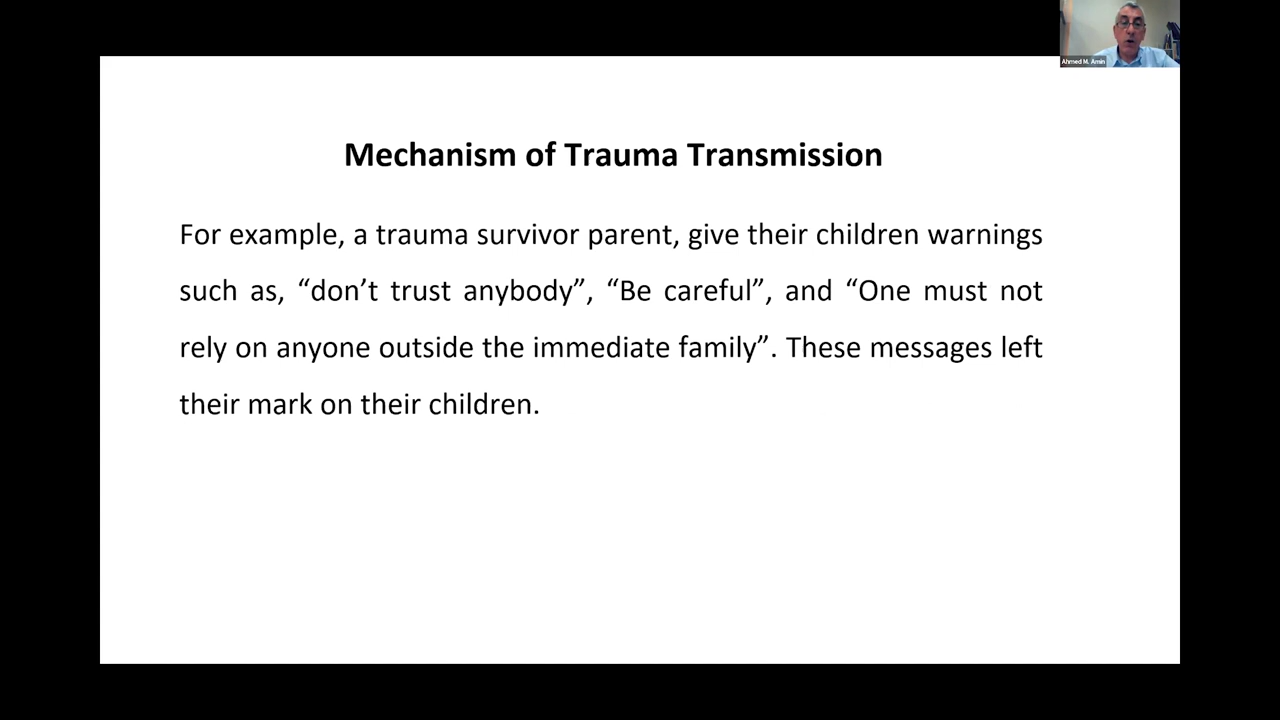 Ahmed M. Amin
Mechanism of Trauma Transmission
For example, a trauma survivor parent, give their children warnings
such as, “don’t trust anybody”, “Be careful”, and “One must not
rely on anyone outside the immediate family”. These messages left
their mark on their children.